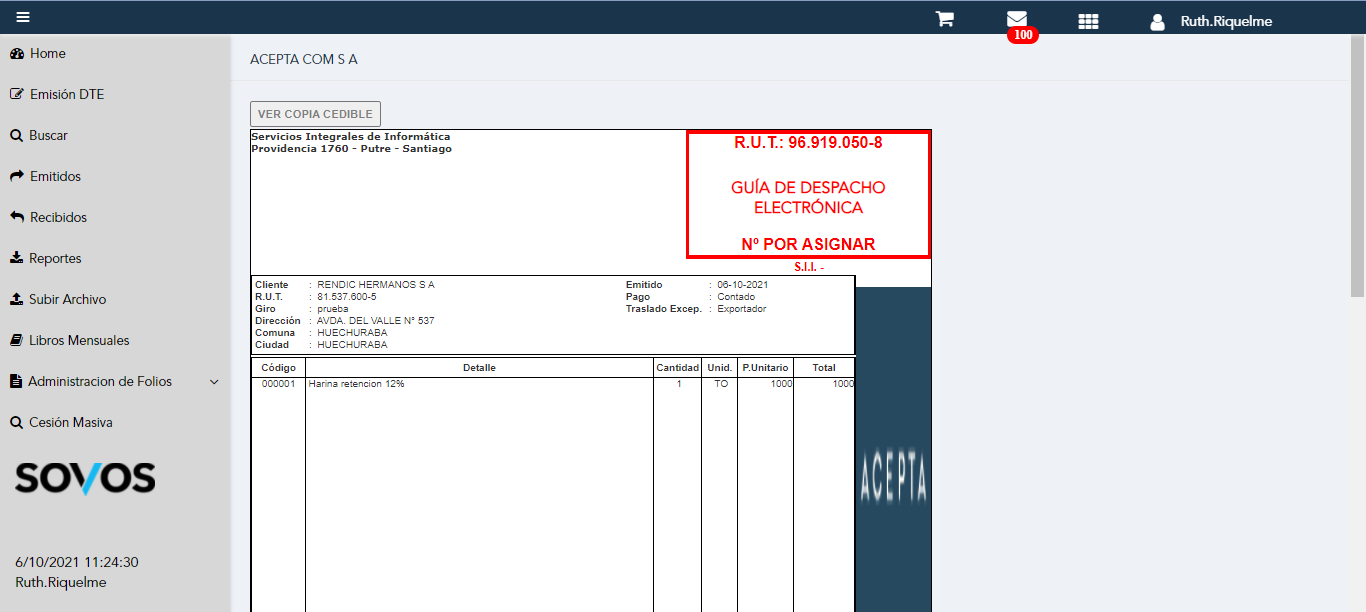 Ruth.Riquelme
100
Home
Emisión DTE
Buscar
Emitidos
Recibidos
Reportes
Subir Archivo
Libros Mensuales
Administracion de Folios
Cesión Masiva
SOVOS
6/10/2021 11:24:30
Ruth.Riquelme
ACEPTA COM S A
VER COPIA CEDIBLE
Servicios Integrales de Informática
Providencia 1760 - Putre - Santiago
R.U.T.: 96.919.050-8
GUÍA DE DESPACHO
ELECTRÓNICA
Nº POR ASIGNAR
S.I.I. -
Cliente : RENDIC HERMANOS S A
R.U.T. : 81.537.600-5
Giro : prueba
Dirección : AVDA. DEL VALLE N° 537
Comuna : HUECHURABA
Ciudad : HUECHURABA
Emitido : 06-10-2021
Pago : Contado
Traslado Excep. : Exportador
Código Detalle Cantidad Unid. P.Unitario Total
000001 Harina retencion 12% 1 TO 1000 1000
ACEPTA